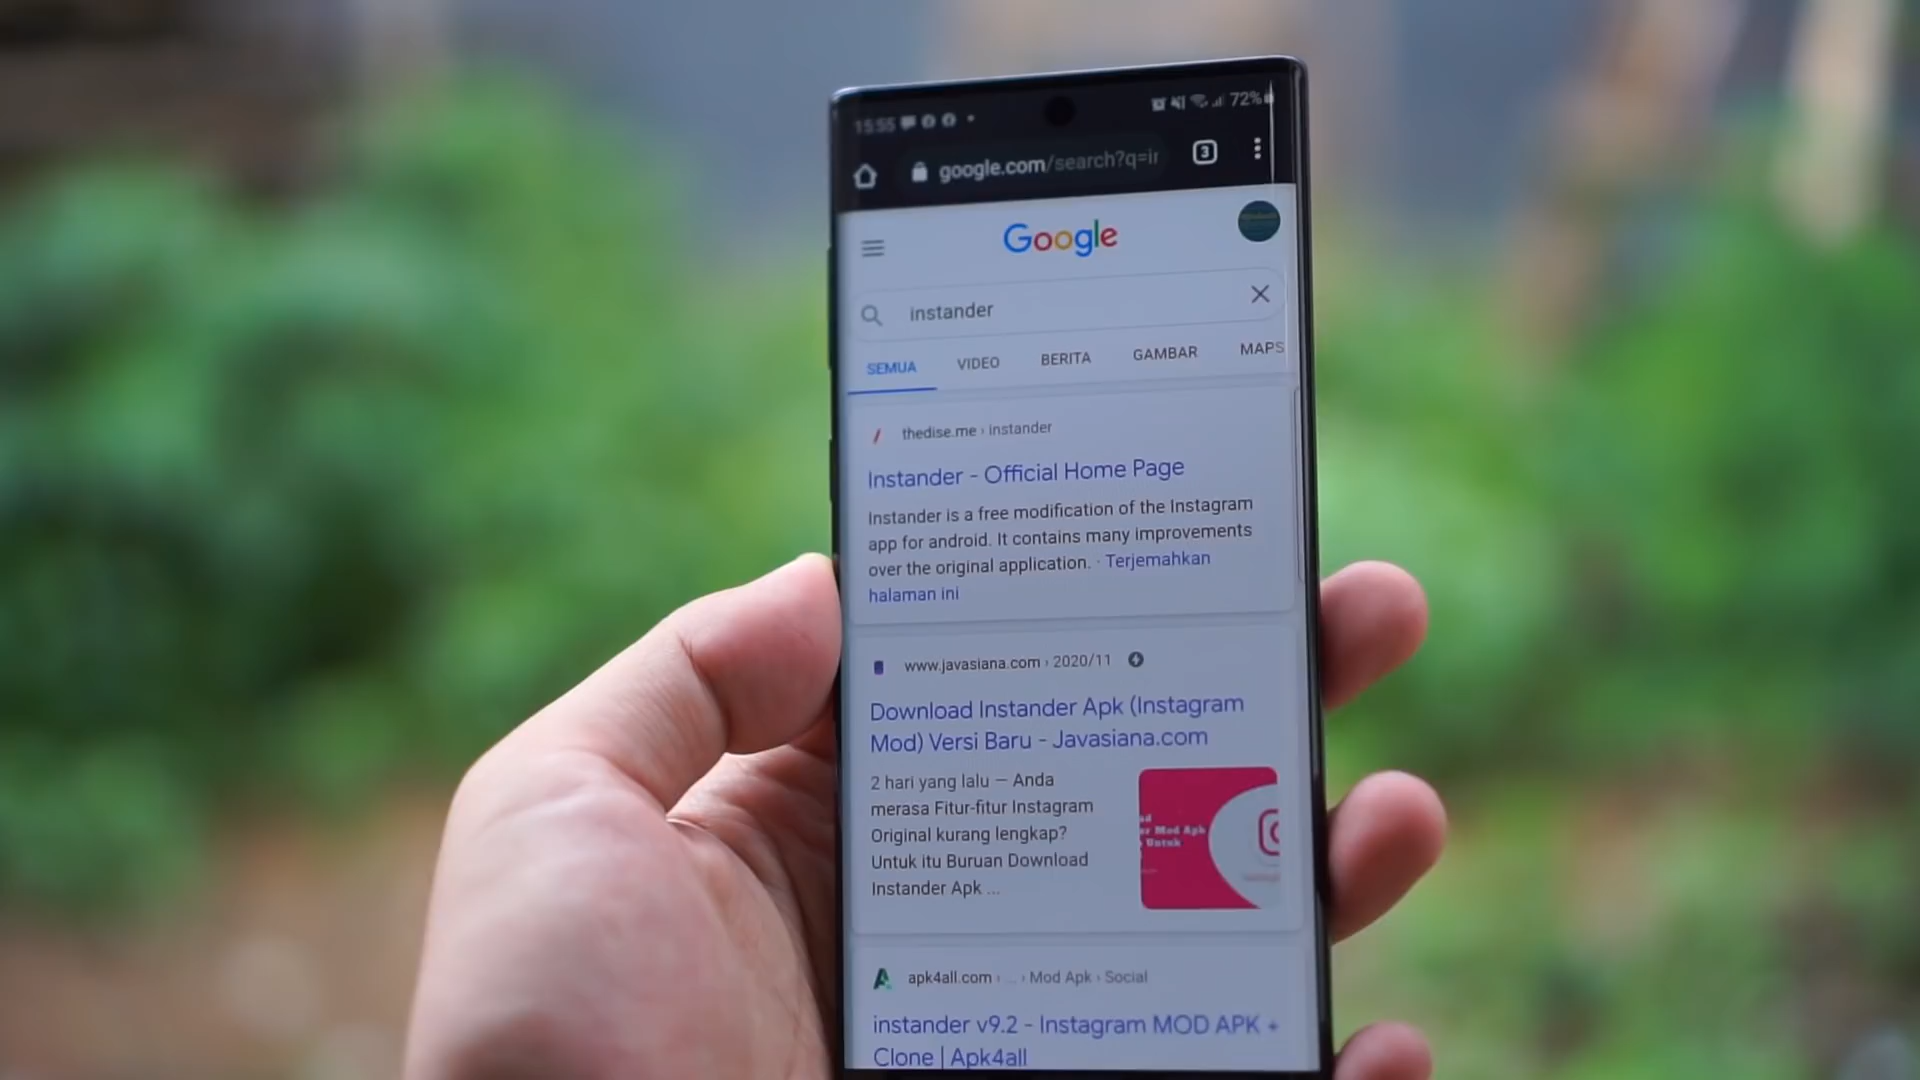 15:55
72%
google.com/search?q=ir
3
Google
instander
SEMUA VIDEO BERITA GAMBAR MAPS
thedise.me › instander
Instander - Official Home Page
Instander is a free modification of the Instagram
app for android. It contains many improvements
over the original application. · Terjemahkan
halaman ini
www.javasiana.com › 2020/11
Download Instander Apk (Instagram
Mod) Versi Baru - Javasiana.com
2 hari yang lalu — Anda
merasa Fitur-fitur Instagram
Original kurang lengkap?
Untuk itu Buruan Download
Instander Apk ...
Mod Apk
Untuk
apk4all.com › ... › Mod Apk › Social
instander v9.2 - Instagram MOD APK +
Clone | Apk4all